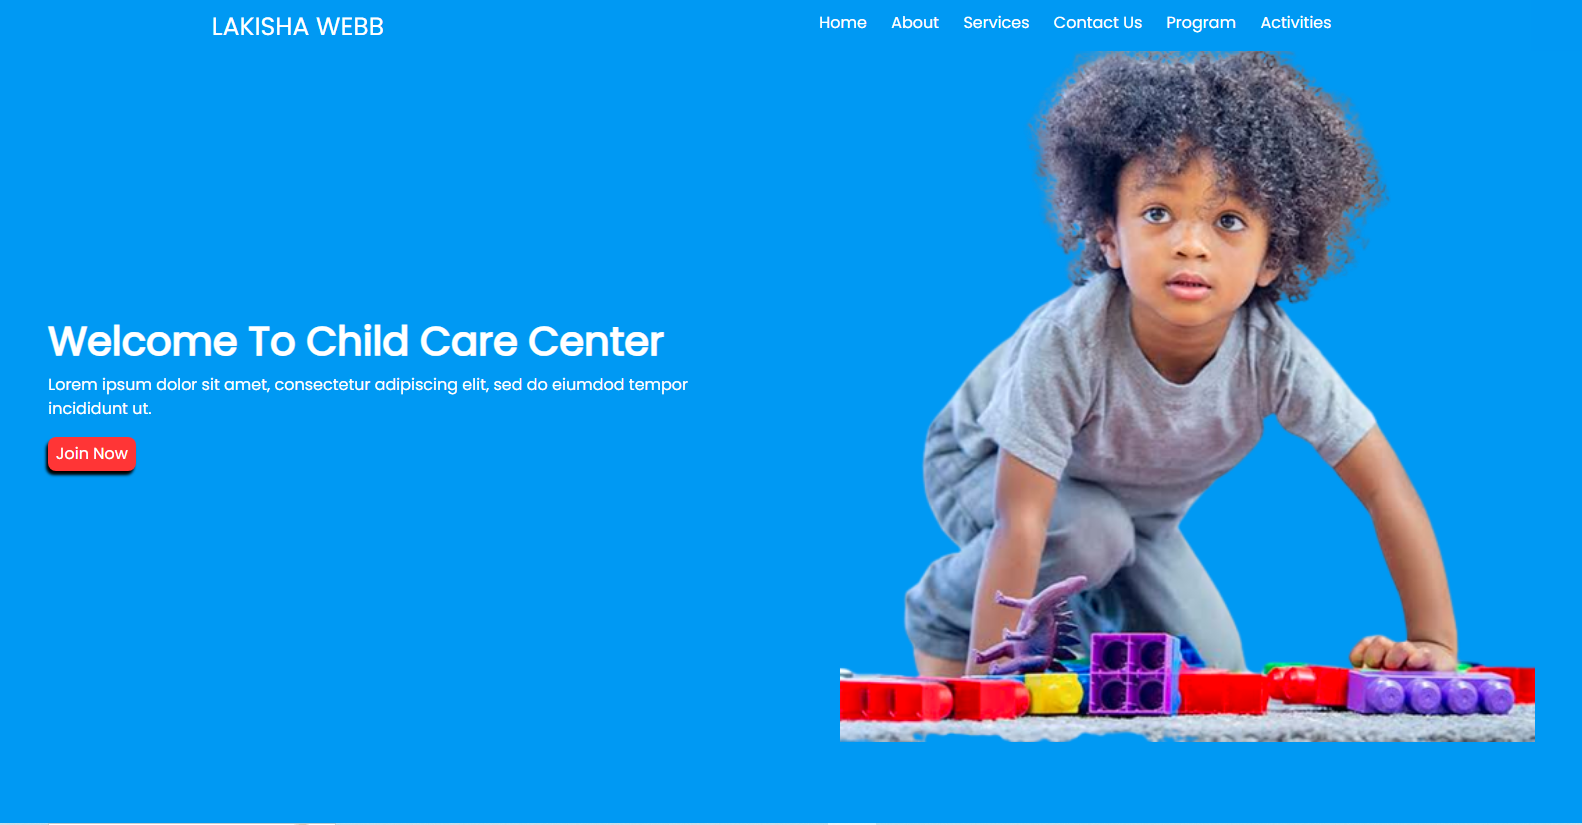 LAKISHA WEBB
Home About Services Contact Us Program Activities
Welcome To Child Care Center
Lorem ipsum dolor sit amet, consectetur adipiscing elit, sed do eiumdod tempor
incididunt ut.
Join Now